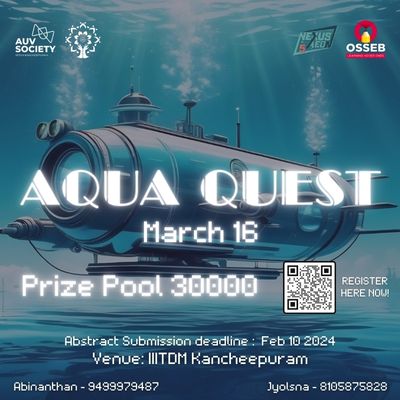 AUV
SOCIETY
NEXUS
OSSEB
AQUA QUEST
March 16
Prize Pool 30000
REGISTER
HERE NOW!
Abstract Submission deadline : Feb 10 2024
Venue: IIITDM Kancheepuram
Abinanthan - 9499979487
Jyolsna - 8105875828